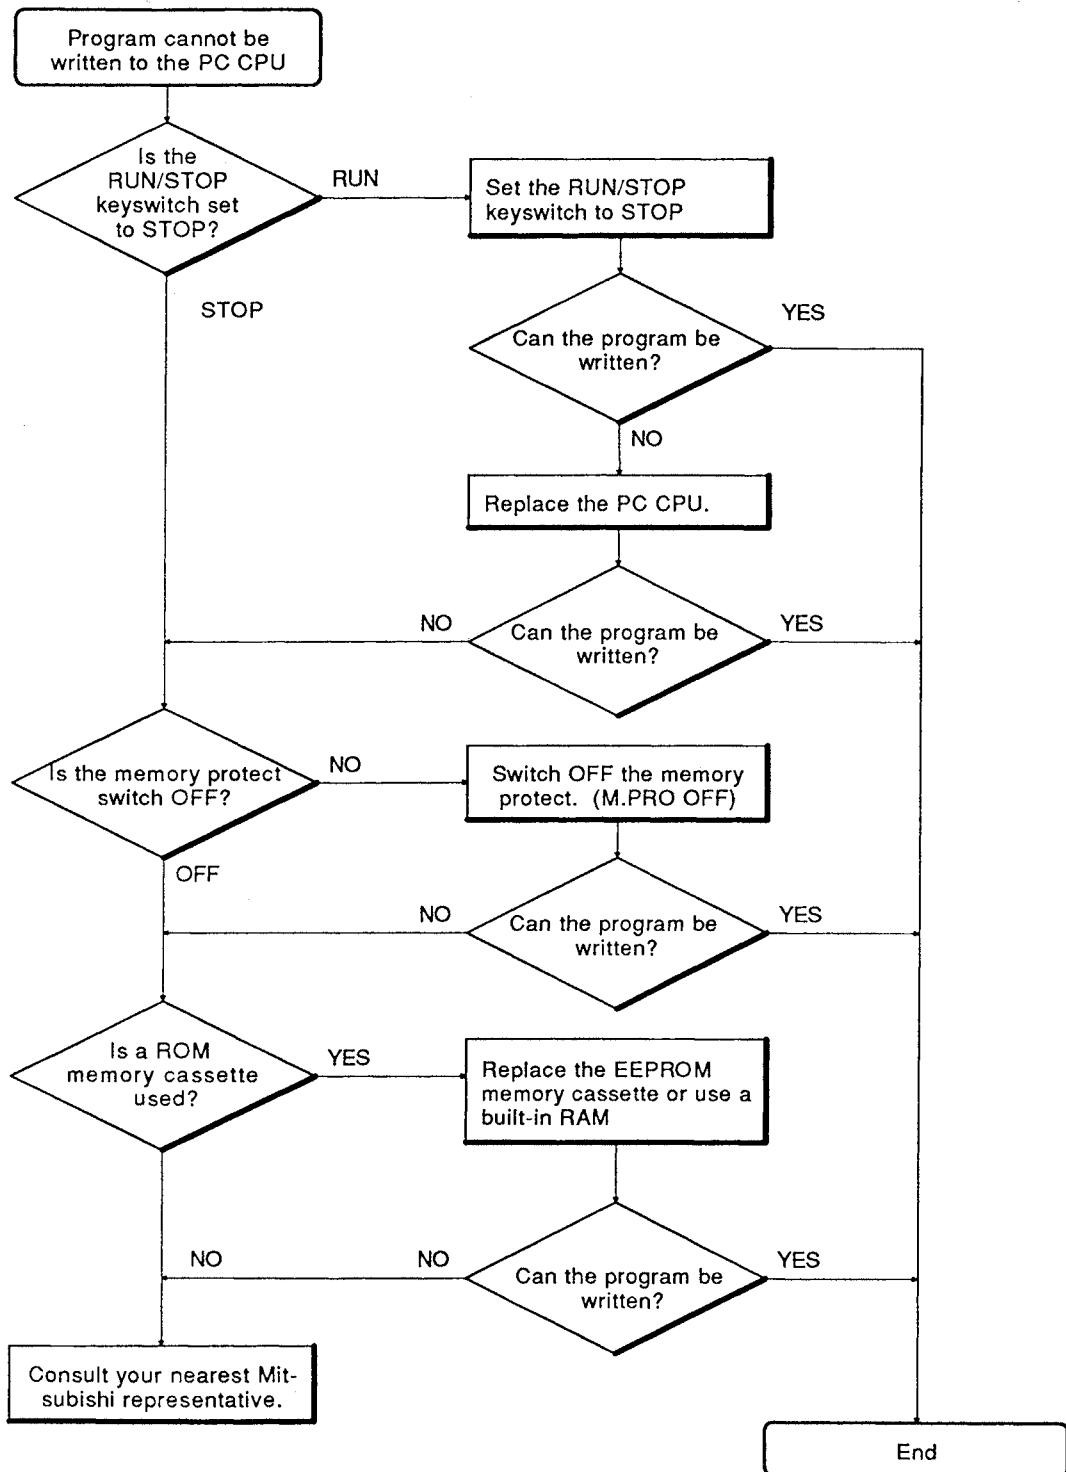 Program cannot be
written to the PC CPU
Is the
RUN/STOP
keyswitch set
to STOP?
RUN
Set the RUN/STOP
keyswitch to STOP
STOP
Can the program be
written?
YES
NO
Replace the PC CPU.
NO
Can the program be
written?
YES
Is the memory protect
switch OFF?
NO
Switch OFF the memory
protect. (M.PRO OFF)
OFF
NO
Can the program be
written?
YES
Is a ROM
memory cassette
used?
YES
Replace the EEPROM
memory cassette or use a
built-in RAM
NO
NO
Can the program be
written?
YES
Consult your nearest Mit-
subishi representative.
End